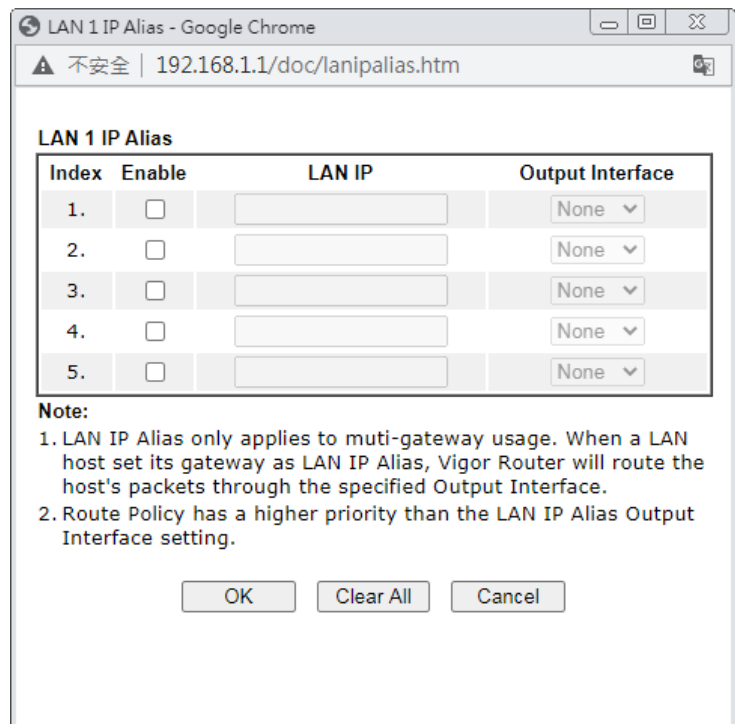 LAN 1 IP Alias - Google Chrome
不安全 | 192.168.1.1/doc/lanipalias.htm
LAN 1 IP Alias
Index Enable LAN IP Output Interface
1. None
2. None
3. None
4. None
5. None
Note:
1. LAN IP Alias only applies to muti-gateway usage. When a LAN
host set its gateway as LAN IP Alias, Vigor Router will route the
host's packets through the specified Output Interface.
2. Route Policy has a higher priority than the LAN IP Alias Output
Interface setting.
OK Clear All Cancel